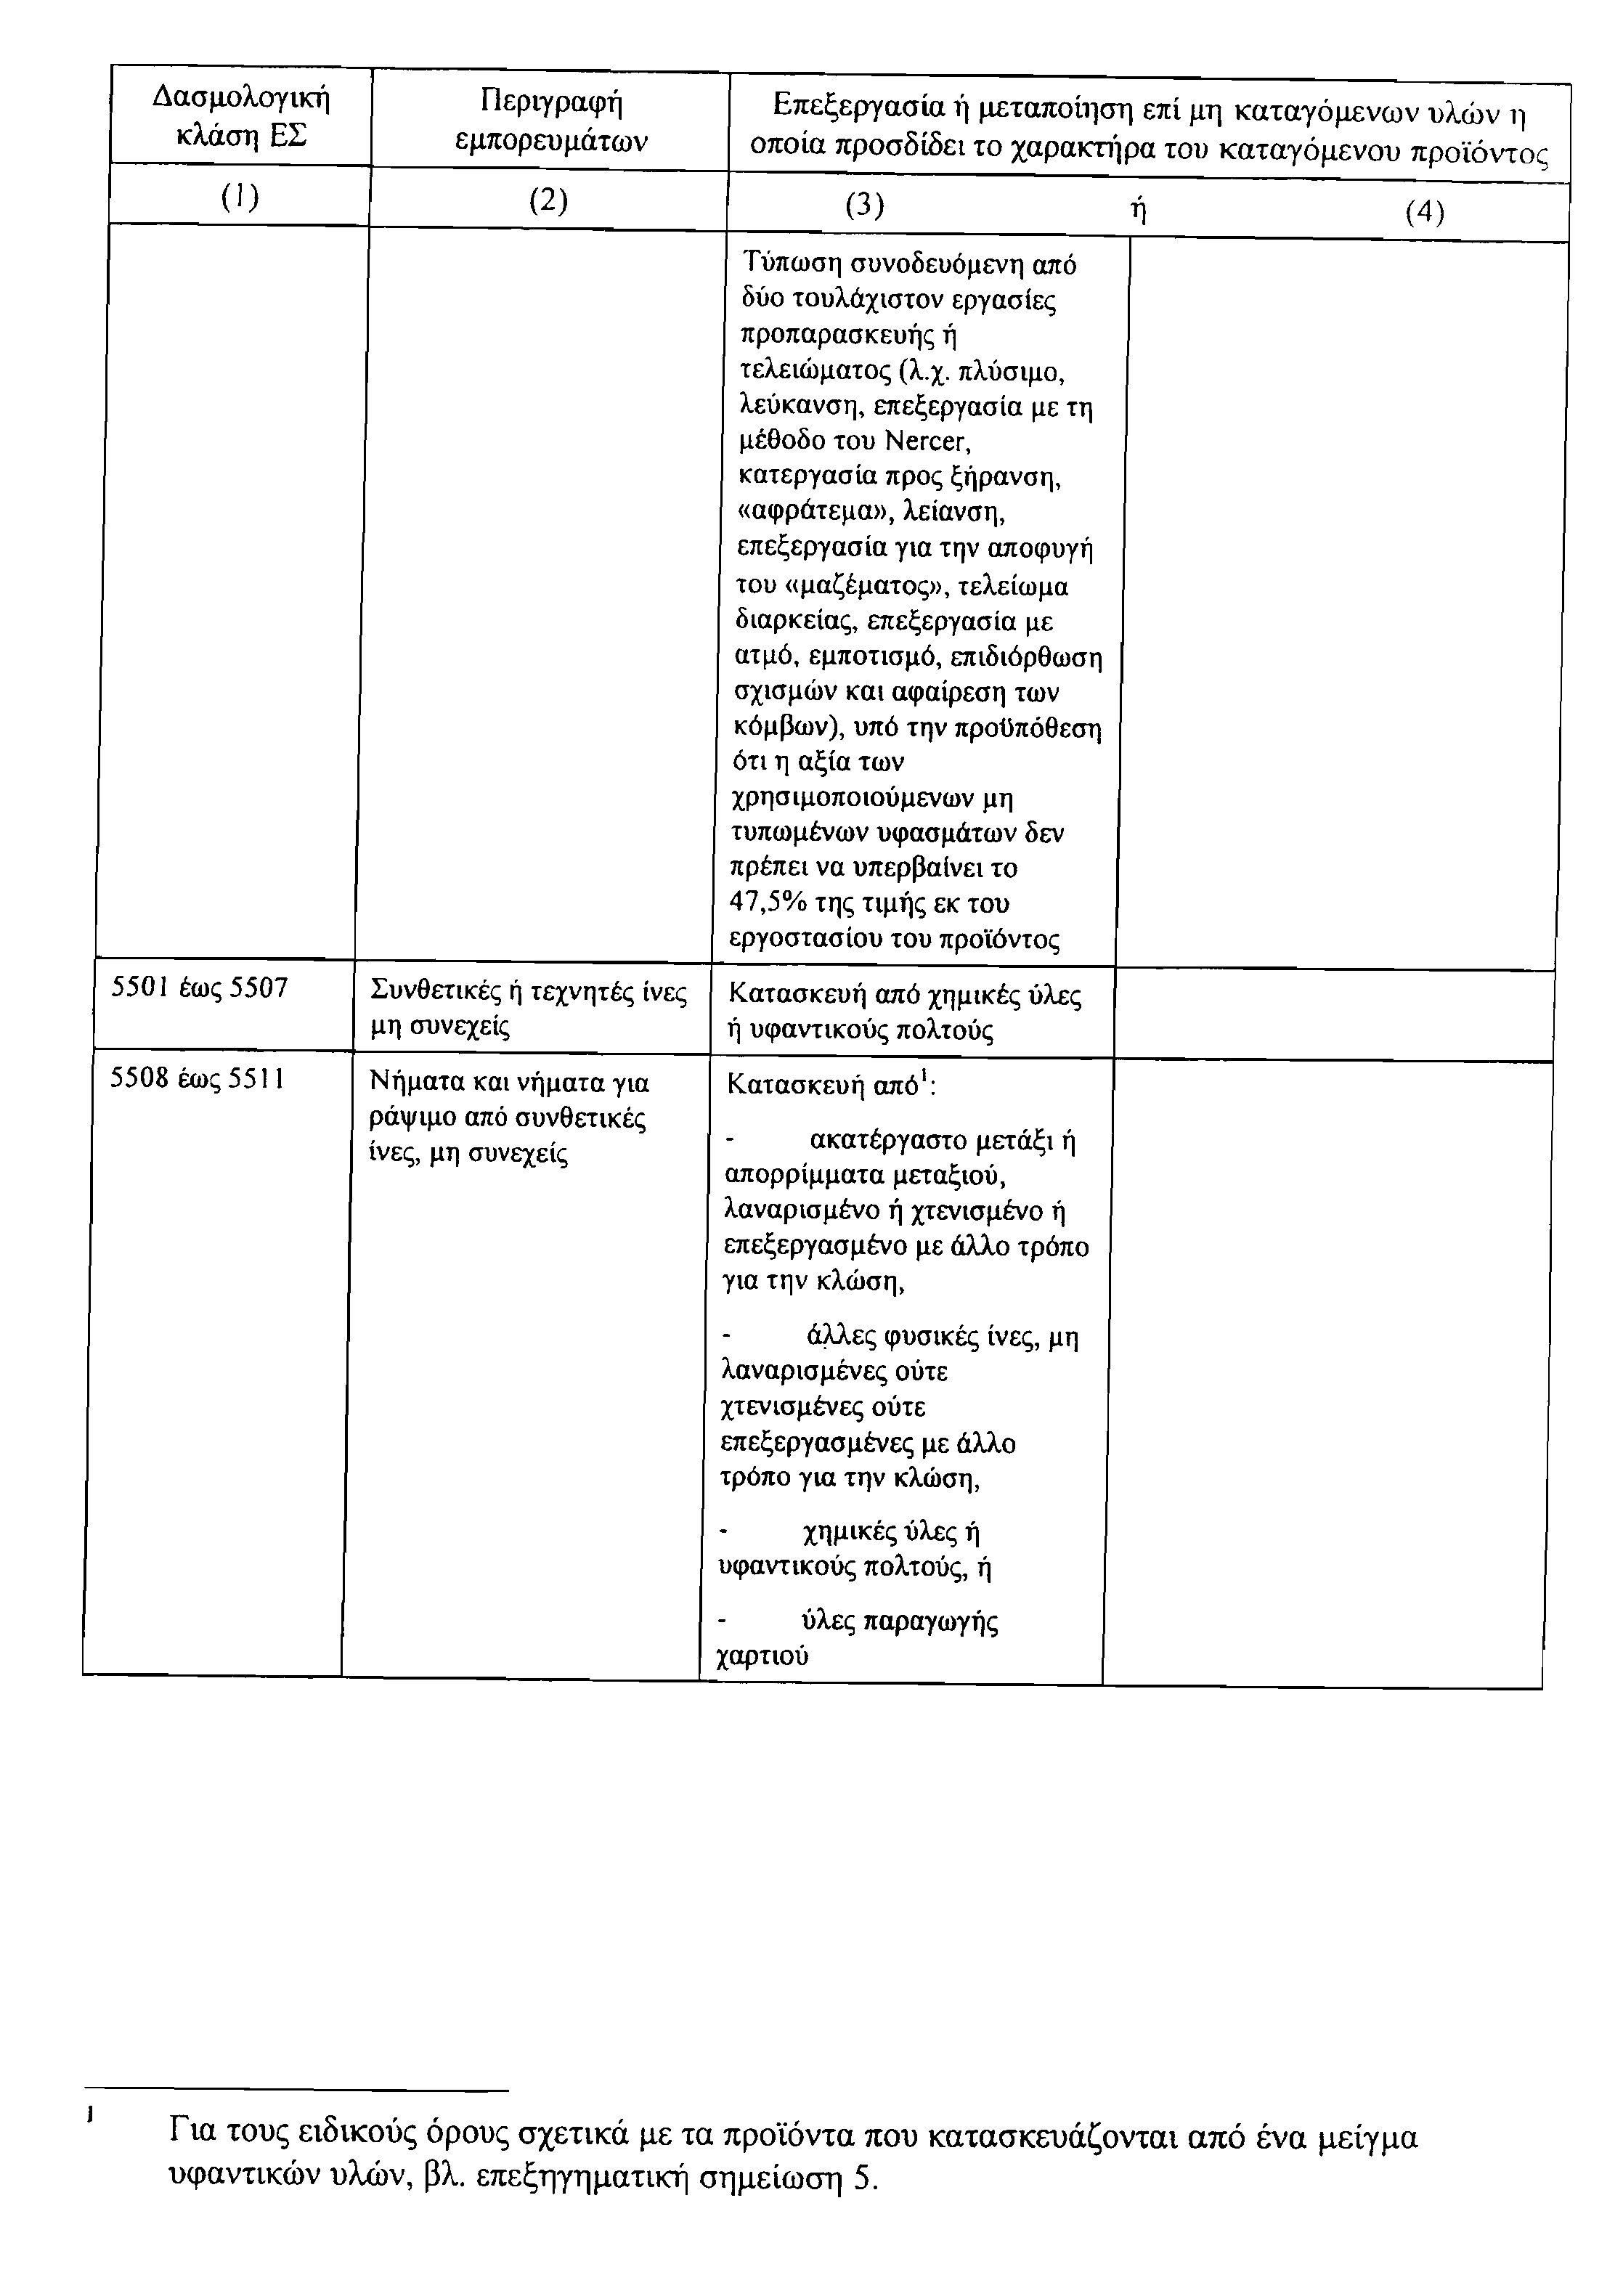 Δασμολογική
κλάση ΕΣ
Περιγραφή
εμπορευμάτων
Επεξεργασία ή μεταποίηση επί μη καταγόμενων υλών η
οποία προσδίδει το χαρακτήρα του καταγόμενου προϊόντος
(1)
(2)
(3) ή (4)
Τύπωση συνοδευόμενη από
δύο τουλάχιστον εργασίες
προπαρασκευής ή
τελειώματος (λ.χ. πλύσιμο,
λεύκανση, επεξεργασία με τη
μέθοδο του Nercer,
κατεργασία προς ξήρανση,
«αφράτεμα», λείανση,
επεξεργασία για την αποφυγή
του «μαζέματος», τελείωμα
διαρκείας, επεξεργασία με
ατμό, εμποτισμό, επιδιόρθωση
σχισμών και αφαίρεση των
κόμβων), υπό την προϋπόθεση
ότι η αξία των
χρησιμοποιούμενων μη
τυπωμένων υφασμάτων δεν
πρέπει να υπερβαίνει το
47,5% της τιμής εκ του
εργοστασίου του προϊόντος
5501 έως 5507
Συνθετικές ή τεχνητές ίνες
μη συνεχείς
Κατασκευή από χημικές ύλες
ή υφαντικούς πολτούς
5508 έως 5511
Νήματα και νήματα για
ράψιμο από συνθετικές
ίνες, μη συνεχείς
Κατασκευή από¹:
- ακατέργαστο μετάξι ή
απορρίμματα μεταξιού,
λαναρισμένο ή χτενισμένο ή
επεξεργασμένο με άλλο τρόπο
για την κλώση,
- άλλες φυσικές ίνες, μη
λαναρισμένες ούτε
χτενισμένες ούτε
επεξεργασμένες με άλλο
τρόπο για την κλώση,
- χημικές ύλες ή
υφαντικούς πολτούς, ή
- ύλες παραγωγής
χαρτιού
¹ Για τους ειδικούς όρους σχετικά με τα προϊόντα που κατασκευάζονται από ένα μείγμα
υφαντικών υλών, βλ. επεξηγηματική σημείωση 5.